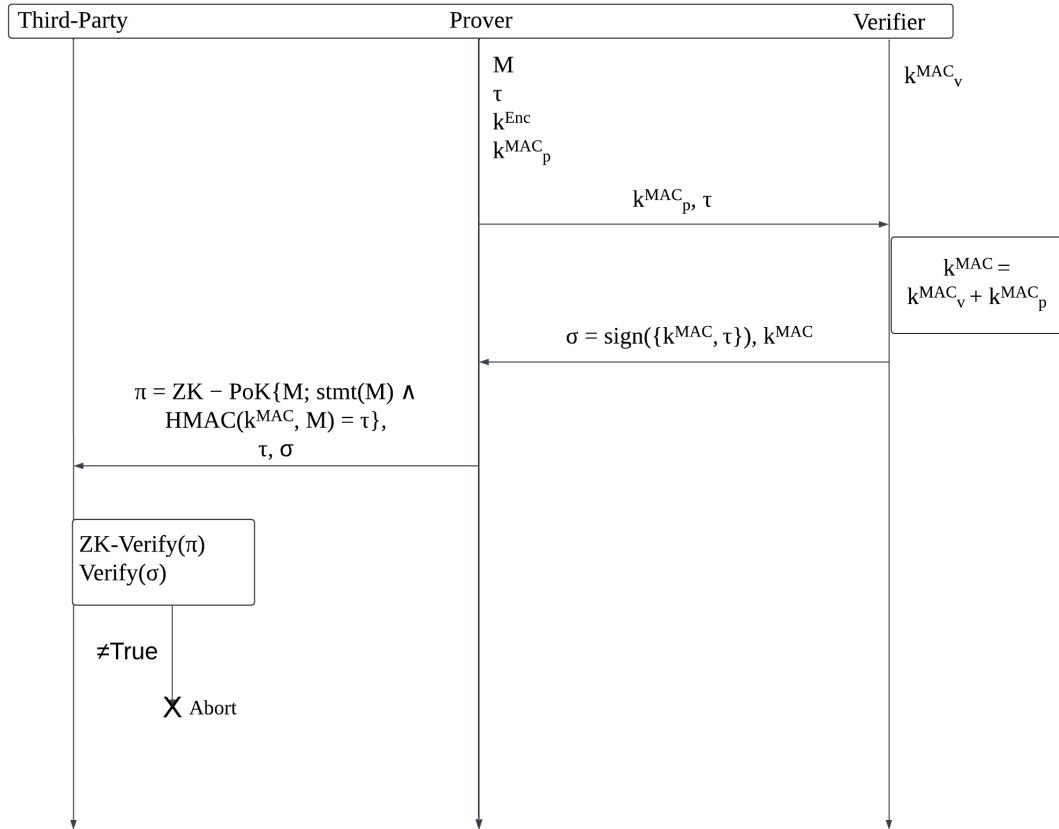 Third-Party Prover Verifier
M
τ
k^Enc
k^MAC_p
k^MAC_v
k^MAC_p, τ
k^MAC =
k^MAC_v + k^MAC_p
σ = sign({k^MAC, τ}), k^MAC
π = ZK − PoK{M; stmt(M) ∧
HMAC(k^MAC, M) = τ},
τ, σ
ZK-Verify(π)
Verify(σ)
≠True
X Abort